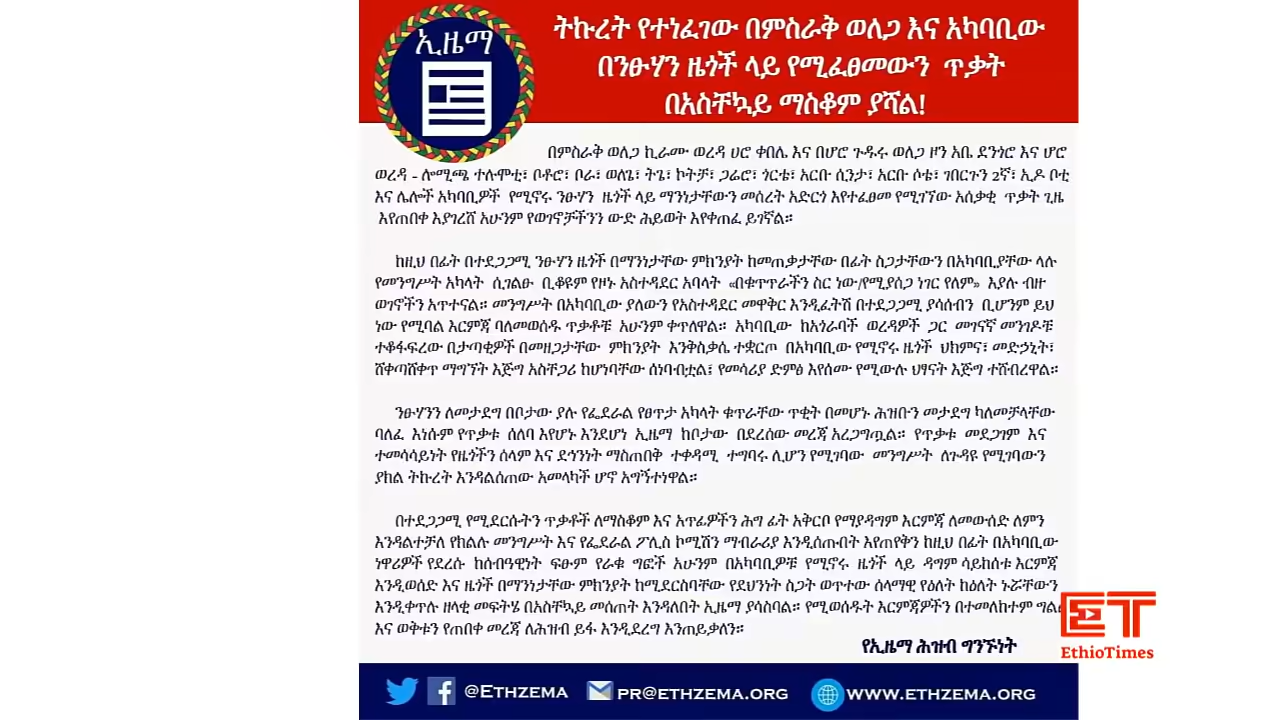 ኢዜማ
ትኩረት የተነፈገው በምስራቅ ወለጋ እና አካባቢው
በንፁሃን ዜጎች ላይ የሚፈፀመውን ጥቃት
በአስቸኳይ ማስቆም ያሻል!
በምስራቅ ወለጋ ኪራሙ ወረዳ ሀሮ ቀበሌ እና በሆሮ ጉዱሩ ወለጋ ዞን አቤ ደንጎሮ እና ሆሮ
ወረዳ - ሎሚጫ ተሉሞቲ፣ ቦቶሮ፣ ቦራ፣ ወለጌ፣ ትጌ፣ ኮትቻ፣ ጋሬሮ፣ ጎርቴ፣ አርቡ ሲንታ፣ አርቡ ሶቴ፣ ገበርጉን 2ኛ፣ ኢዶ ቦቲ
እና ሌሎች አካባቢዎች የሚኖሩ ንፁሃን ዜጎች ላይ ማንነታቸውን መሰረት አድርጎ እየተፈፀመ የሚገኘው አሰቃቂ ጥቃት ጊዜ
እየጠበቀ እያገረሸ አሁንም የወገኖቻችንን ውድ ሕይወት እየቀጠፈ ይገኛል።
ከዚህ በፊት በተደጋጋሚ ንፁሃን ዜጎች በማንነታቸው ምክንያት ከመጠቃታቸው በፊት ስጋታቸውን በአካባቢያቸው ላሉ
የመንግሥት አካላት ሲገልፁ ቢቆዩም የዞኑ አስተዳደር አባላት «በቁጥጥራችን ስር ነው/የሚያሰጋ ነገር የለም» እያሉ ብዙ
ወገኖችን አጥተናል። መንግሥት በአካባቢው ያለውን የአስተዳደር መዋቅር እንዲፈትሽ በተደጋጋሚ ያሳሰብን ቢሆንም ይህ
ነው የሚባል እርምጃ ባለመወሰዱ ጥቃቶቹ አሁንም ቀጥለዋል። አካባቢው ከአጎራባች ወረዳዎች ጋር መገናኛ መንገዶቹ
ተቆፋፍረው በታጣቂዎች በመዘጋታቸው ምክንያት እንቅስቃሴ ተቋርጦ በአካባቢው የሚኖሩ ዜጎች ህክምና፣ መድኃኒት፣
ሸቀጣሸቀጥ ማግኘት እጅግ አስቸጋሪ ከሆነባቸው ሰነባብቷል፤ የመሳሪያ ድምፅ እየሰሙ የሚውሉ ህፃናት እጅግ ተሸብረዋል።
ንፁሃንን ለመታደግ በቦታው ያሉ የፌደራል የፀጥታ አካላት ቁጥራቸው ጥቂት በመሆኑ ሕዝቡን መታደግ ካለመቻላቸው
ባለፈ እነሱም የጥቃቱ ሰለባ እየሆኑ እንደሆነ ኢዜማ ከቦታው በደረሰው መረጃ አረጋግጧል። የጥቃቱ መደጋገም እና
ተመሳሳይነት የዜጎችን ሰላም እና ደኅንነት ማስጠበቅ ተቀዳሚ ተግባሩ ሊሆን የሚገባው መንግሥት ለጉዳዩ የሚገባውን
ያክል ትኩረት እንዳልሰጠው አመላካች ሆኖ አግኝተነዋል።
በተደጋጋሚ የሚደርሱትን ጥቃቶች ለማስቆም እና አጥፊዎችን ሕግ ፊት አቅርቦ የማያዳግም እርምጃ ለመውሰድ ለምን
እንዳልተቻለ የክልሉ መንግሥት እና የፌደራል ፖሊስ ኮሚሽን ማብራሪያ እንዲሰጡበት እየጠየቅን ከዚህ በፊት በአካባቢው
ነዋሪዎች የደረሱ ከሰብዓዊነት ፍፁም የራቁ ግፎች አሁንም በአካባቢዎቹ የሚኖሩ ዜጎች ላይ ዳግም ሳይከሰቱ እርምጃ
እንዲወሰድ እና ዜጎች በማንነታቸው ምክንያት ከሚደርስባቸው የደህንነት ስጋት ወጥተው ሰላማዊ የዕለት ከዕለት ኑሯቸውን
እንዲቀጥሉ ዘላቂ መፍትሄ በአስቸኳይ መሰጠት እንዳለበት ኢዜማ ያሳስባል። የሚወሰዱት እርምጃዎችን በተመለከተም ግልፅ
እና ወቅቱን የጠበቀ መረጃ ለሕዝብ ይፋ እንዲደረግ እንጠይቃለን።
የኢዜማ ሕዝብ ግንኙነት
ET
EthioTimes
@ETHZEMA PR@ETHZEMA.ORG WWW.ETHZEMA.ORG